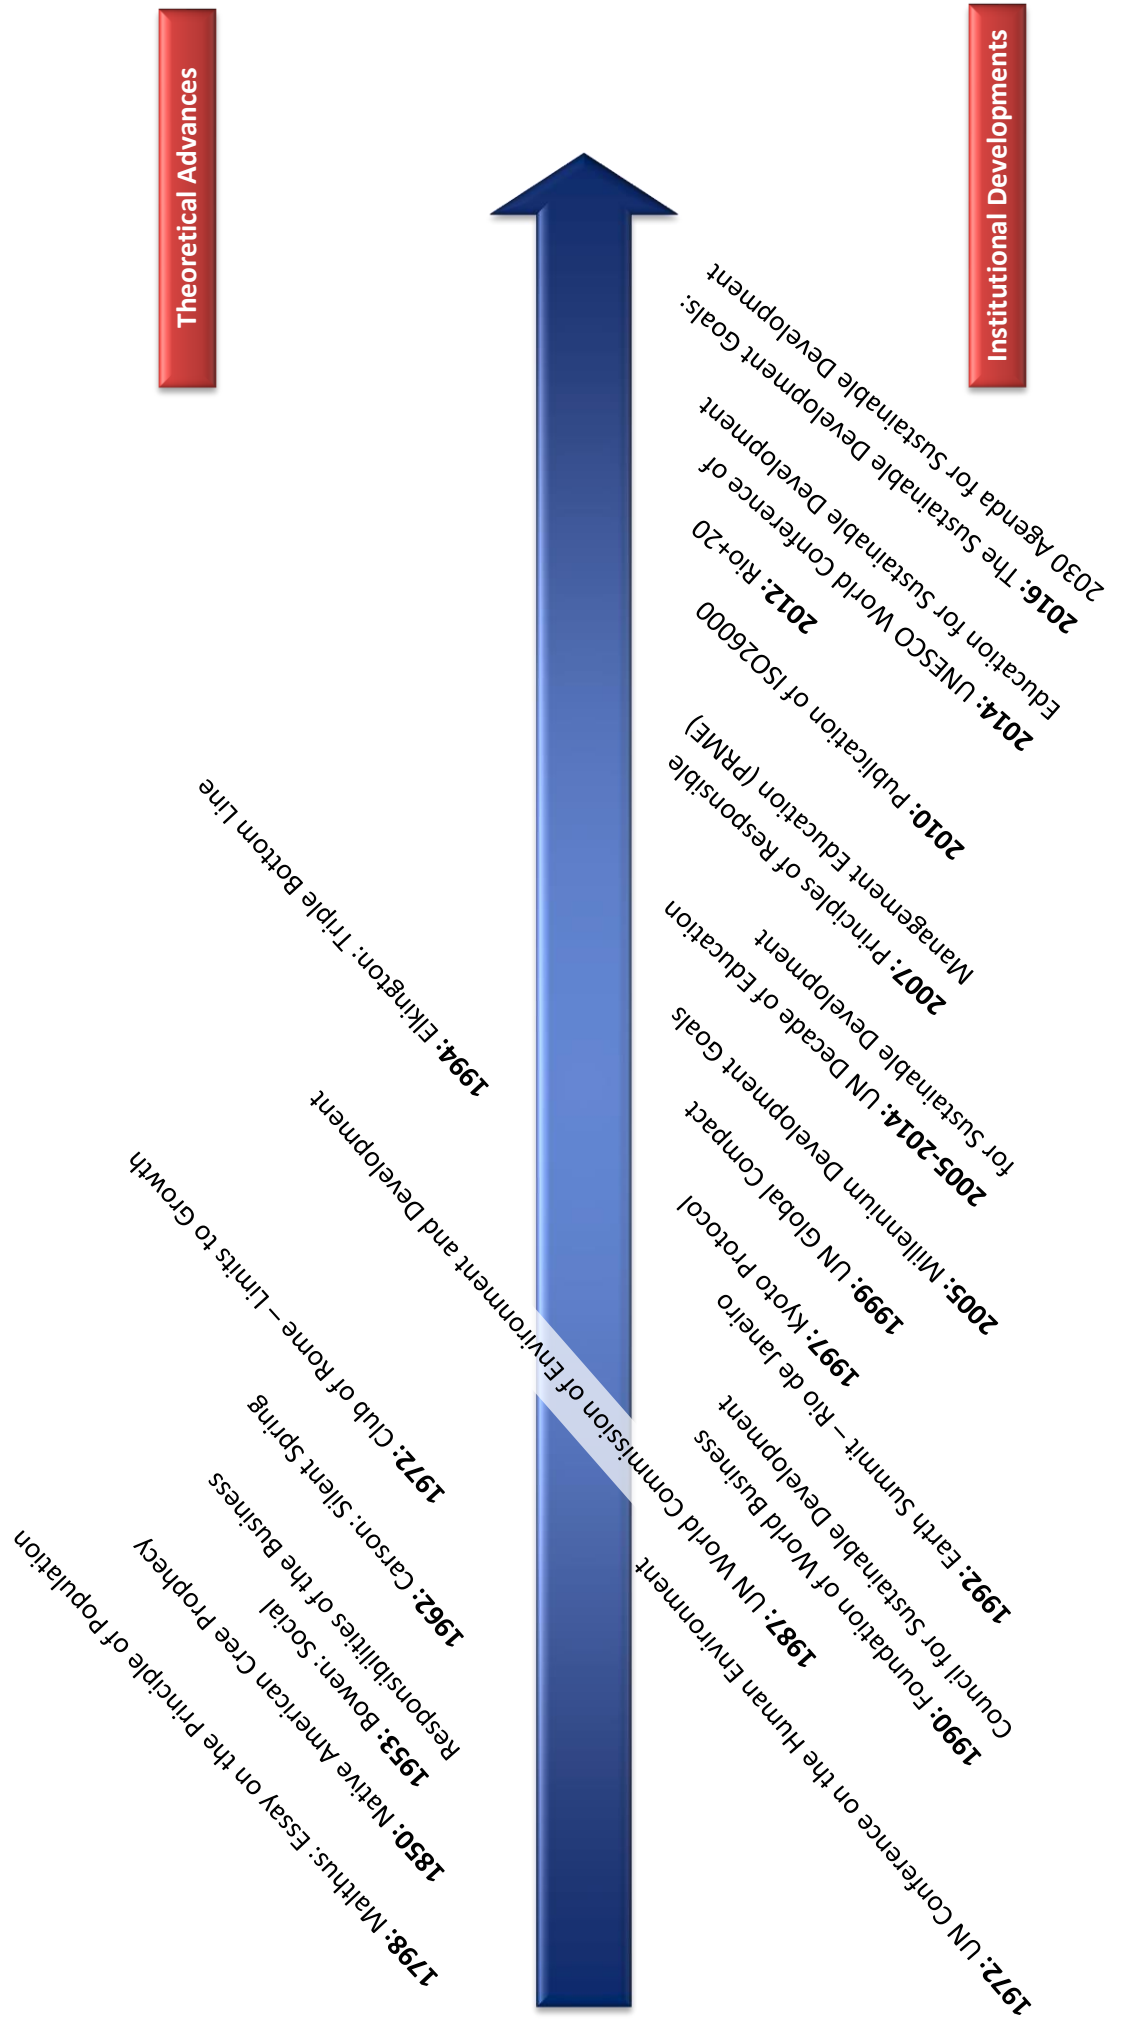 Theoretical Advances
1798: Malthus: Essay on the Principle of Population
1850: Native American Cree Prophecy
1953: Bowen: Social
Responsibilities of the Business
1962: Carson: Silent Spring
1972: Club of Rome – Limits to Growth
1987: UN World Commission of Environment and Development
1994: Elkington: Triple Bottom Line
Institutional Developments
1972: UN Conference on the Human Environment
1990: Foundation of World Business
Council for Sustainable Development
1992: Earth Summit – Rio de Janeiro
1997: Kyoto Protocol
1999: UN Global Compact
2005: Millennium Development Goals
2005-2014: UN Decade of Education
for Sustainable Development
2007: Principles of Responsible
Management Education (PRME)
2010: Publication of ISO26000
2012: Rio+20
2014: UNESCO World Conference of
Education for Sustainable Development
2016: The Sustainable Development Goals:
2030 Agenda for Sustainable Development